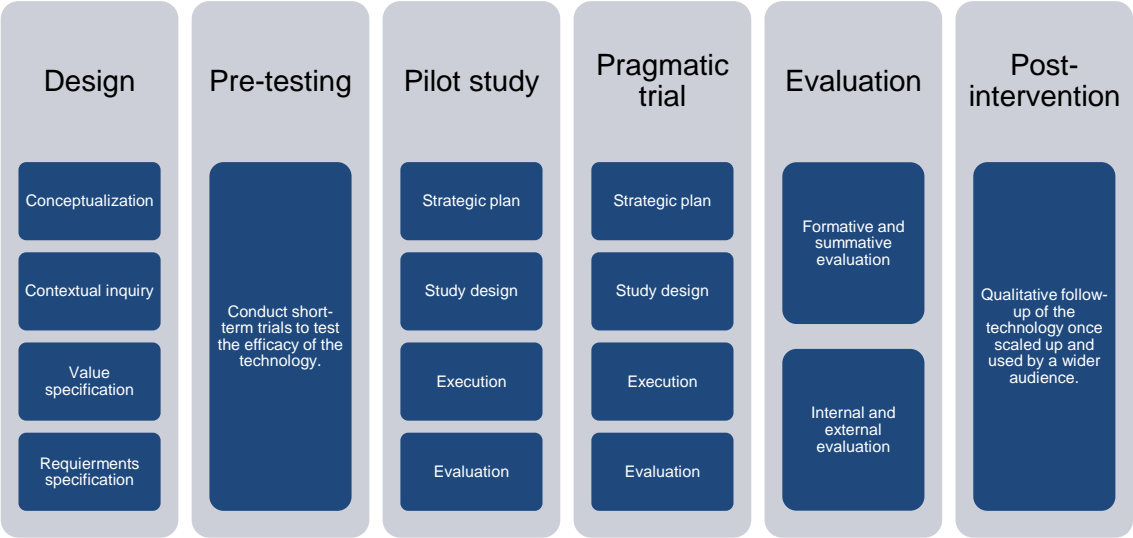 Design
Conceptualization
Contextual inquiry
Value
specification
Requierments
specification
Pre-testing
Conduct short-
term trials to test
the efficacy of the
technology.
Pilot study
Strategic plan
Study design
Execution
Evaluation
Pragmatic
trial
Strategic plan
Study design
Execution
Evaluation
Evaluation
Formative and
summative
evaluation
Internal and
external
evaluation
Post-
intervention
Qualitative follow-
up of the
technology once
scaled up and
used by a wider
audience.